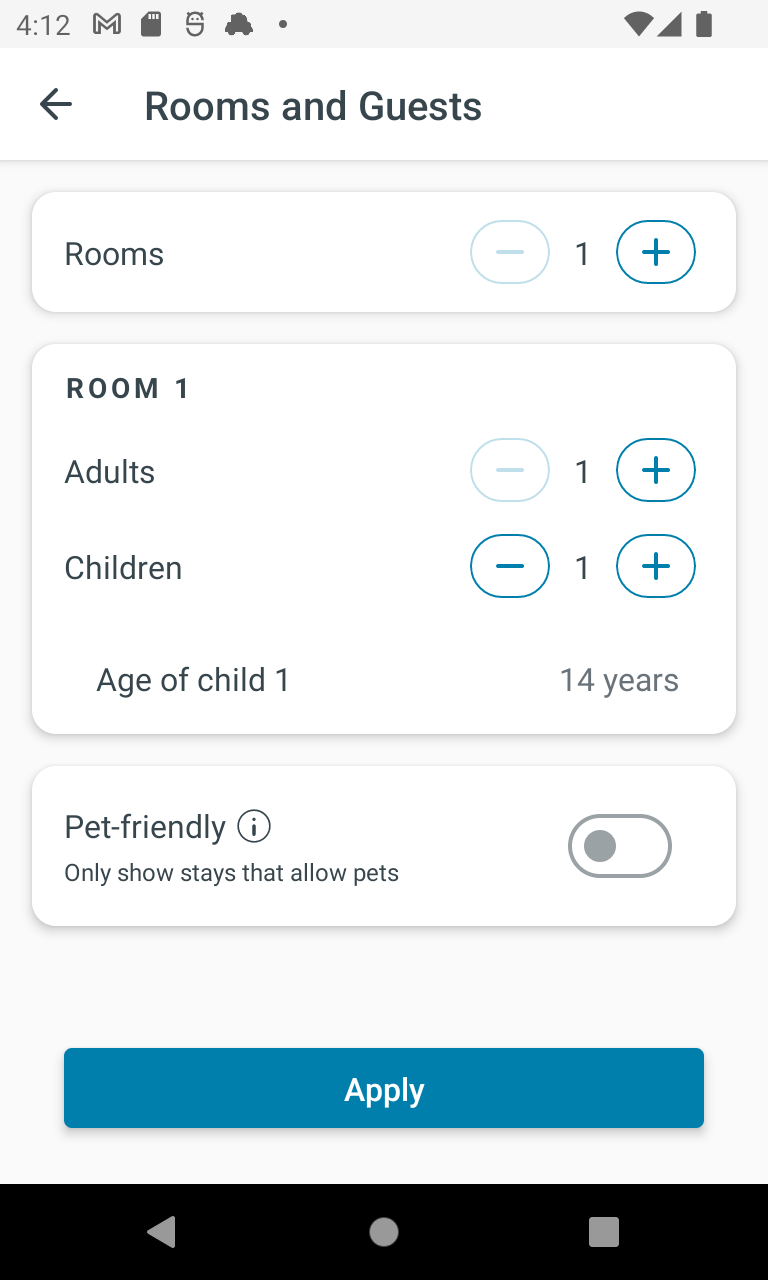 4:12
Rooms and Guests
Rooms
1
ROOM 1
Adults
1
Children
1
Age of child 1
14 years
Pet-friendly
Only show stays that allow pets
Apply